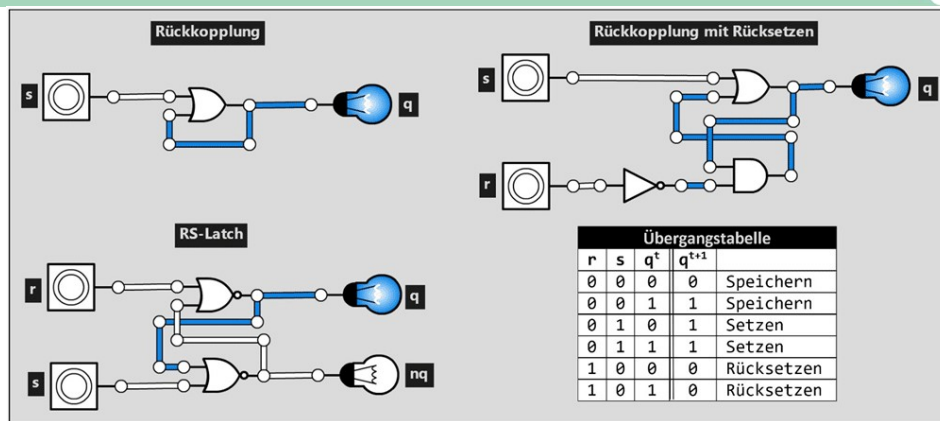 Rückkopplung
s
q
Rückkopplung mit Rücksetzen
s
q
r
RS-Latch
r
q
s
nq
Übergangstabelle
r s qᵗ qᵗ⁺¹
0 0 0 0 Speichern
0 0 1 1 Speichern
0 1 0 1 Setzen
0 1 1 1 Setzen
1 0 0 0 Rücksetzen
1 0 1 0 Rücksetzen